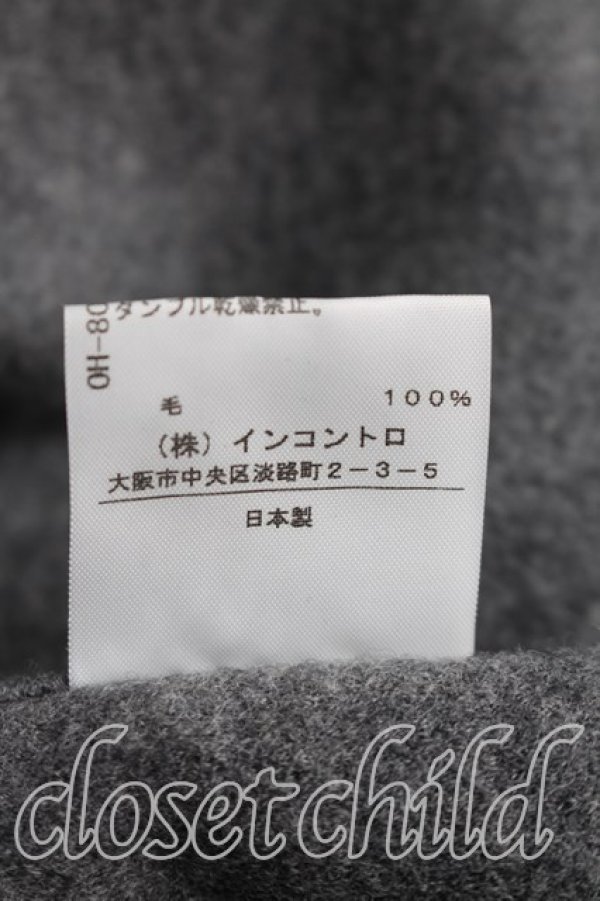 タンブル乾燥禁止。
毛 100%
(株)インコントロ
大阪市中央区淡路町2-3-5
日本製
closet child